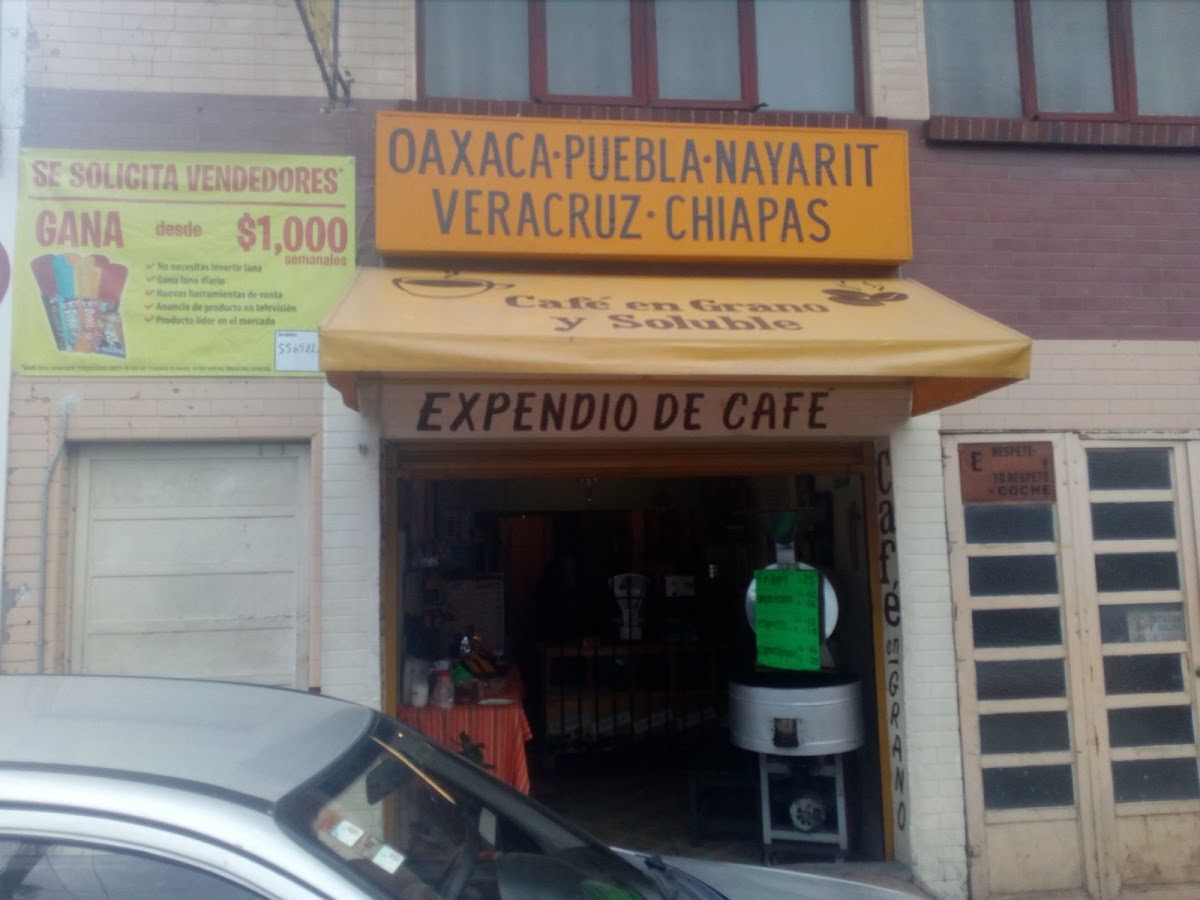 SE SOLICITA VENDEDORES*
GANA desde $1,000
semanales
No necesitas invertir lana
Gana lana diario
Nuevas herramientas de venta
Anuncio de producto en televisión
Producto líder en el mercado
OAXACA·PUEBLA·NAYARIT
VERACRUZ·CHIAPAS
Café en Grano
y Soluble
EXPENDIO DE CAFE
Café en GRANO
E RESPETE
Y
YO RESPETO
COCHE